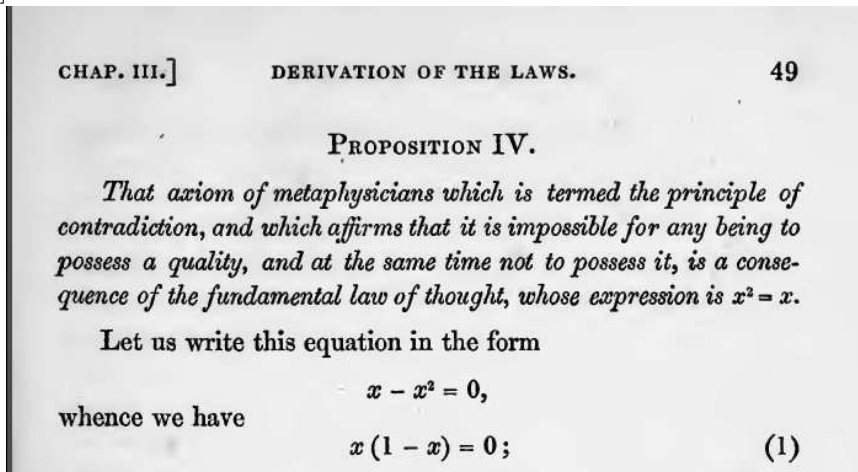 CHAP. III.] DERIVATION OF THE LAWS. 49
PROPOSITION IV.
That axiom of metaphysicians which is termed the principle of
contradiction, and which affirms that it is impossible for any being to
possess a quality, and at the same time not to possess it, is a conse-
quence of the fundamental law of thought, whose expression is x² = x.
Let us write this equation in the form
x − x² = 0,
whence we have
x (1 − x) = 0; (1)